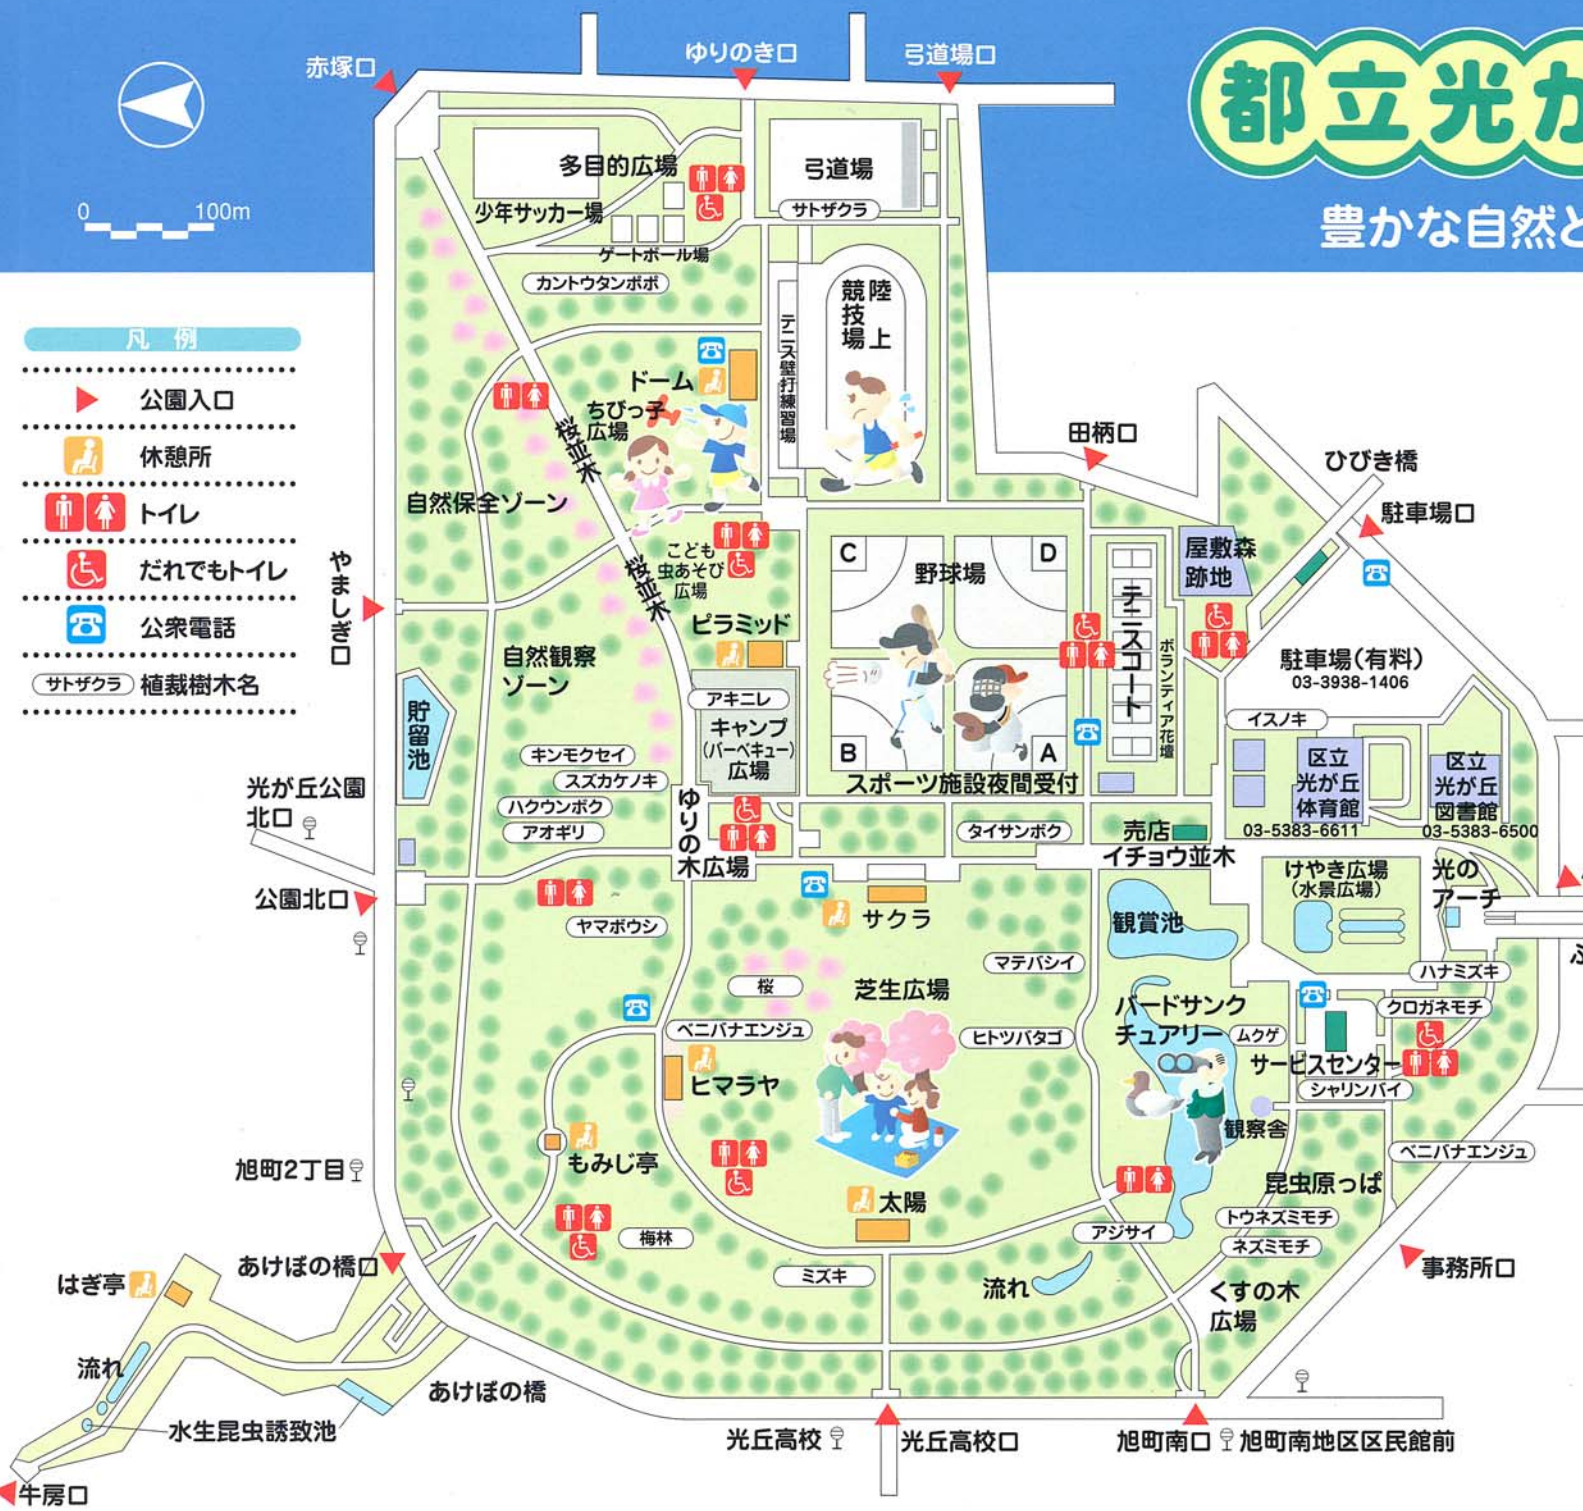 都立光が
豊かな自然と
赤塚口
ゆりのき口
弓道場口
0 100m
凡例
公園入口
休憩所
トイレ
だれでもトイレ
公衆電話
サトザクラ 植裁樹木名
多目的広場
少年サッカー場
ゲートボール場
カントウタンポポ
弓道場
サトザクラ
陸上
競技場
テニス壁打練習場
ドーム
ちびっ子
広場
桜並木
自然保全ゾーン
こども
虫あそび
広場
桜並木
ピラミッド
やましぎ口
自然観察
ゾーン
貯留池
アキニレ
キャンプ
(バーベキュー)
広場
キンモクセイ
スズカケノキ
ハクウンボク
アオギリ
光が丘公園
北口
公園北口
ゆりの
木広場
C
D
野球場
B
A
スポーツ施設夜間受付
田柄口
テニスコート
ボランティア花壇
屋敷森
跡地
ひびき橋
駐車場口
駐車場(有料)
03-3938-1406
イスノキ
区立
光が丘
体育館
03-5383-6611
区立
光が丘
図書館
03-5383-6500
タイサンボク
売店
イチョウ並木
けやき広場
(水景広場)
光の
アーチ
ヤマボウシ
サクラ
観賞池
桜
芝生広場
マテバシイ
ハナミズキ
クロガネモチ
ベニバナエンジュ
ヒトツバタゴ
バードサンク
チュアリー
ムクゲ
サービスセンター
シャリンバイ
ヒマラヤ
観察舎
もみじ亭
旭町2丁目
ベニバナエンジュ
昆虫原っぱ
太陽
梅林
アジサイ
トウネズミモチ
ネズミモチ
あけぼの橋口
はぎ亭
ミズキ
流れ
くすの木
広場
事務所口
流れ
あけぼの橋
水生昆虫誘致池
光丘高校
光丘高校口
旭町南口
旭町南地区区民館前
牛房口